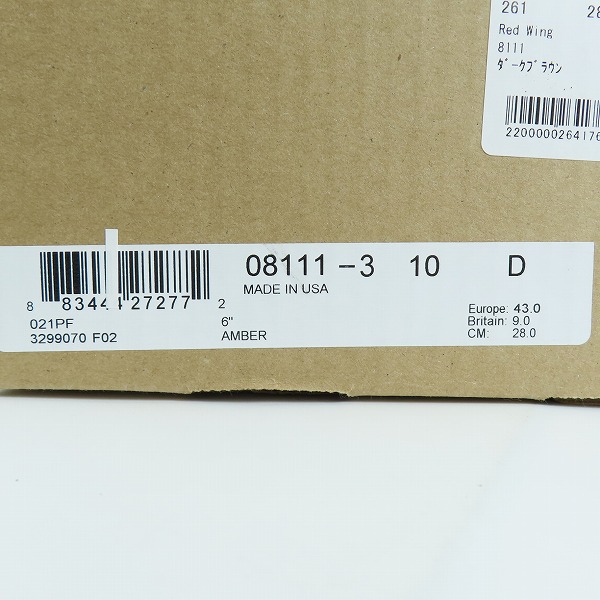 261 28
Red Wing
8111
ﾀﾞｰｸﾌﾞﾗｳﾝ
08111-3 10 D
MADE IN USA
8 83444 27277 2
021PF 6" Europe: 43.0
Britain: 9.0
3299070 F02 AMBER CM: 28.0